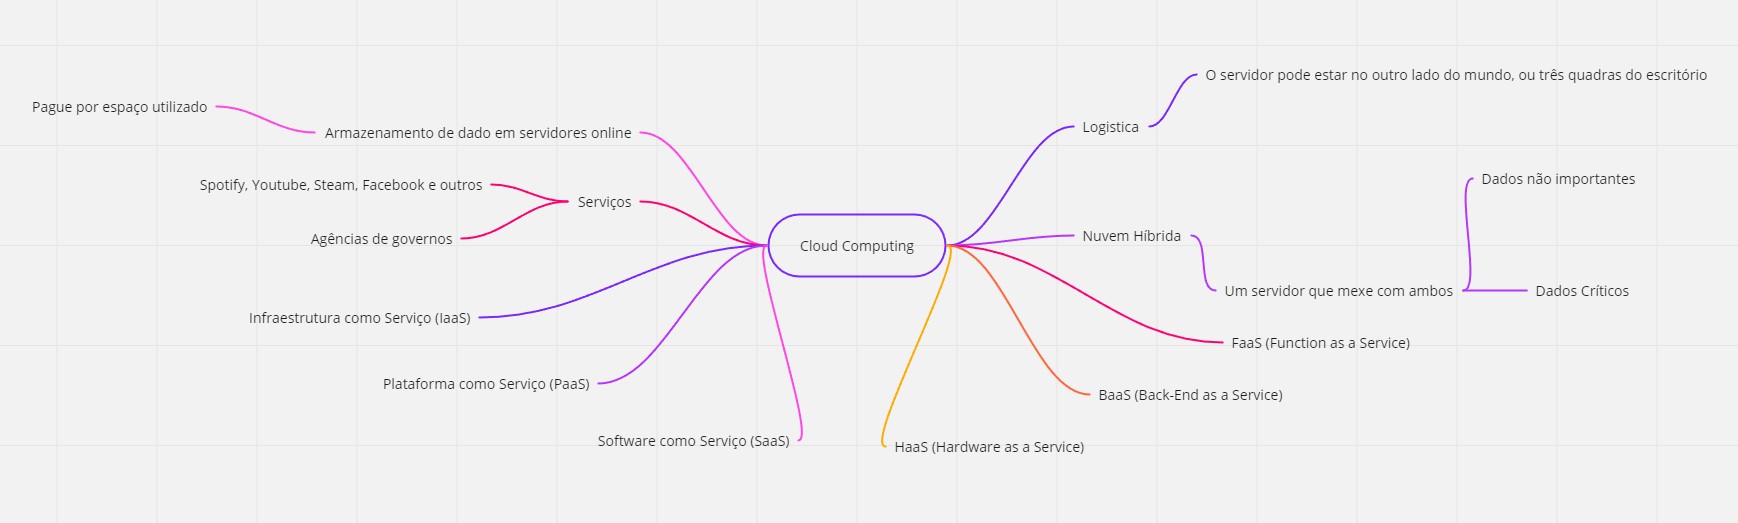 O servidor pode estar no outro lado do mundo, ou três quadras do escritório
Pague por espaço utilizado
Logistica
Armazenamento de dado em servidores online
Dados não importantes
Spotify, Youtube, Steam, Facebook e outros
Serviços
Nuvem Híbrida
Agências de governos
Cloud Computing
Um servidor que mexe com ambos
Dados Críticos
Infraestrutura como Serviço (IaaS)
FaaS (Function as a Service)
Plataforma como Serviço (PaaS)
BaaS (Back-End as a Service)
Software como Serviço (SaaS)
HaaS (Hardware as a Service)